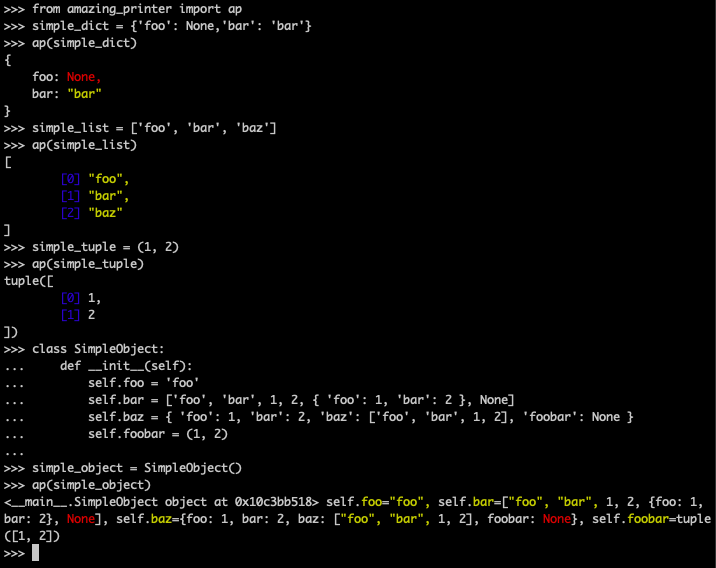 >>> from amazing_printer import ap
>>> simple_dict = {'foo': None,'bar': 'bar'}
>>> ap(simple_dict)
{
    foo: None,
    bar: "bar"
}
>>> simple_list = ['foo', 'bar', 'baz']
>>> ap(simple_list)
[
        [0] "foo",
        [1] "bar",
        [2] "baz"
]
>>> simple_tuple = (1, 2)
>>> ap(simple_tuple)
tuple([
        [0] 1,
        [1] 2
])
>>> class SimpleObject:
...     def __init__(self):
...         self.foo = 'foo'
...         self.bar = ['foo', 'bar', 1, 2, { 'foo': 1, 'bar': 2 }, None]
...         self.baz = { 'foo': 1, 'bar': 2, 'baz': ['foo', 'bar', 1, 2], 'foobar': None }
...         self.foobar = (1, 2)
...
>>> simple_object = SimpleObject()
>>> ap(simple_object)
<__main__.SimpleObject object at 0x10c3bb518> self.foo="foo", self.bar=["foo", "bar", 1, 2, {foo: 1,
bar: 2}, None], self.baz={foo: 1, bar: 2, baz: ["foo", "bar", 1, 2], foobar: None}, self.foobar=tuple
([1, 2])
>>>